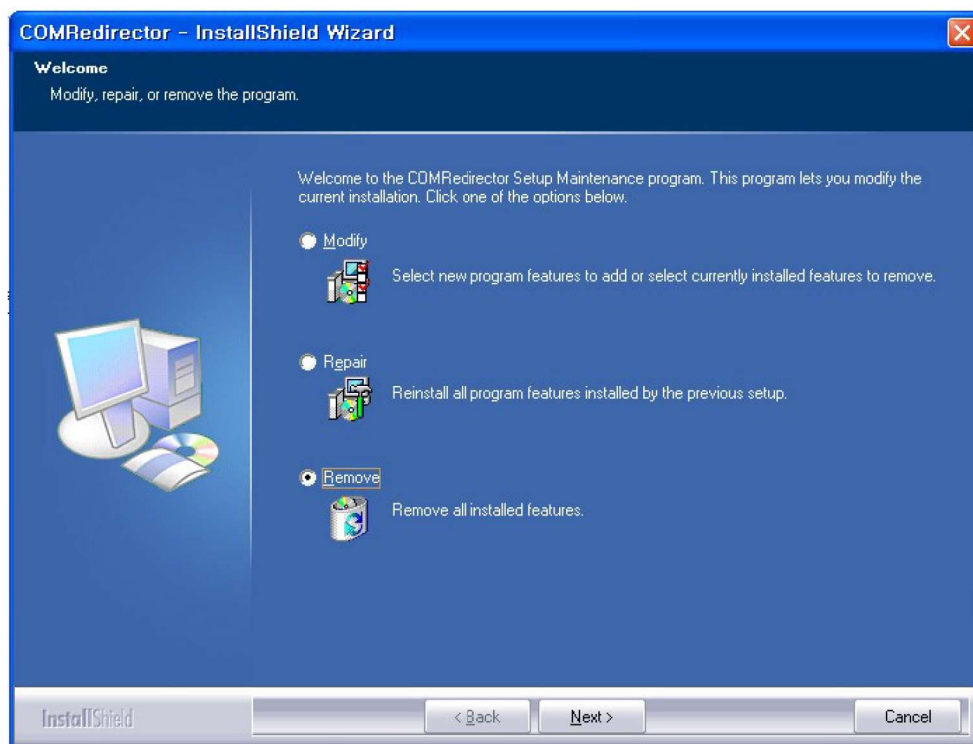 COMRedirector - InstallShield Wizard
Welcome
Modify, repair, or remove the program.
Welcome to the COMRedirector Setup Maintenance program. This program lets you modify the
current installation. Click one of the options below.
Modify
Select new program features to add or select currently installed features to remove.
Repair
Reinstall all program features installed by the previous setup.
Remove
Remove all installed features.
InstallShield
< Back
Next >
Cancel